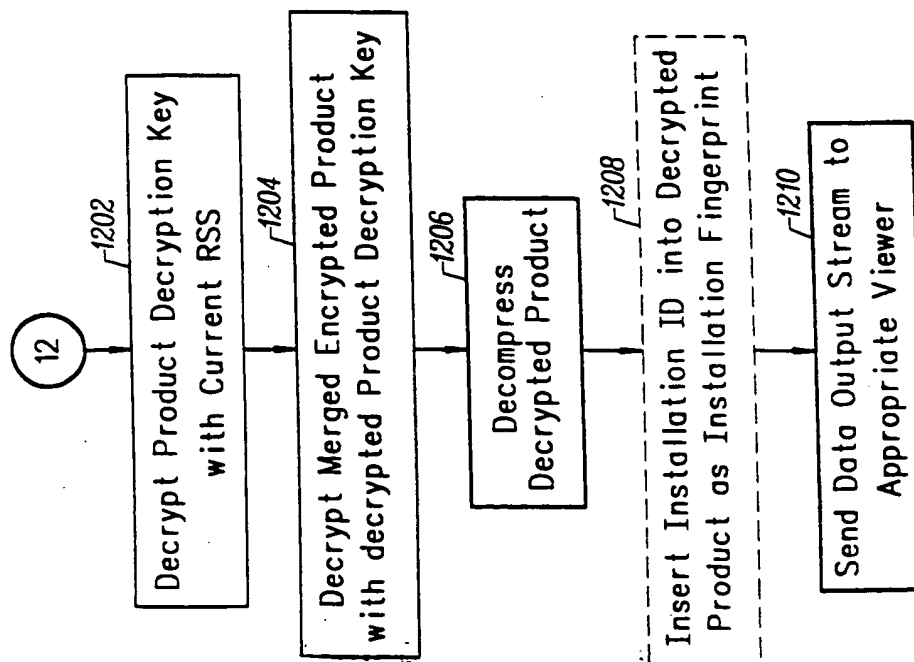 12
1202
Decrypt Product Decryption Key
with Current RSS
1204
Decrypt Merged Encrypted Product
with decrypted Product Decryption Key
1206
Decompress
Decrypted Product
1208
Insert Installation ID into Decrypted
Product as Installation Fingerprint
1210
Send Data Output Stream to
Appropriate Viewer